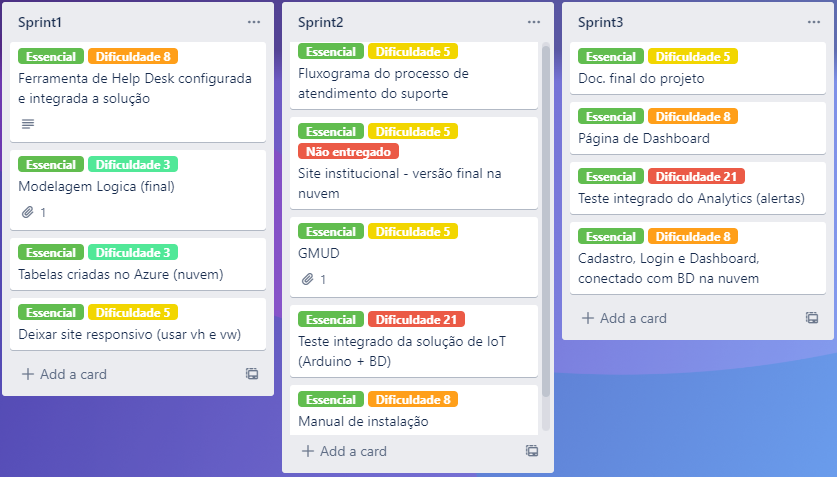 Sprint1
Essencial Dificuldade 8
Ferramenta de Help Desk configurada
e integrada a solução
Essencial Dificuldade 3
Modelagem Logica (final)
1
Essencial Dificuldade 3
Tabelas criadas no Azure (nuvem)
Essencial Dificuldade 5
Deixar site responsivo (usar vh e vw)
Add a card
Sprint2
Essencial Dificuldade 5
Fluxograma do processo de
atendimento do suporte
Essencial Dificuldade 5
Não entregado
Site institucional - versão final na
nuvem
Essencial Dificuldade 5
GMUD
1
Essencial Dificuldade 21
Teste integrado da solução de IoT
(Arduino + BD)
Essencial Dificuldade 8
Manual de instalação
Add a card
Sprint3
Essencial Dificuldade 5
Doc. final do projeto
Essencial Dificuldade 8
Página de Dashboard
Essencial Dificuldade 21
Teste integrado do Analytics (alertas)
Essencial Dificuldade 8
Cadastro, Login e Dashboard,
conectado com BD na nuvem
Add a card